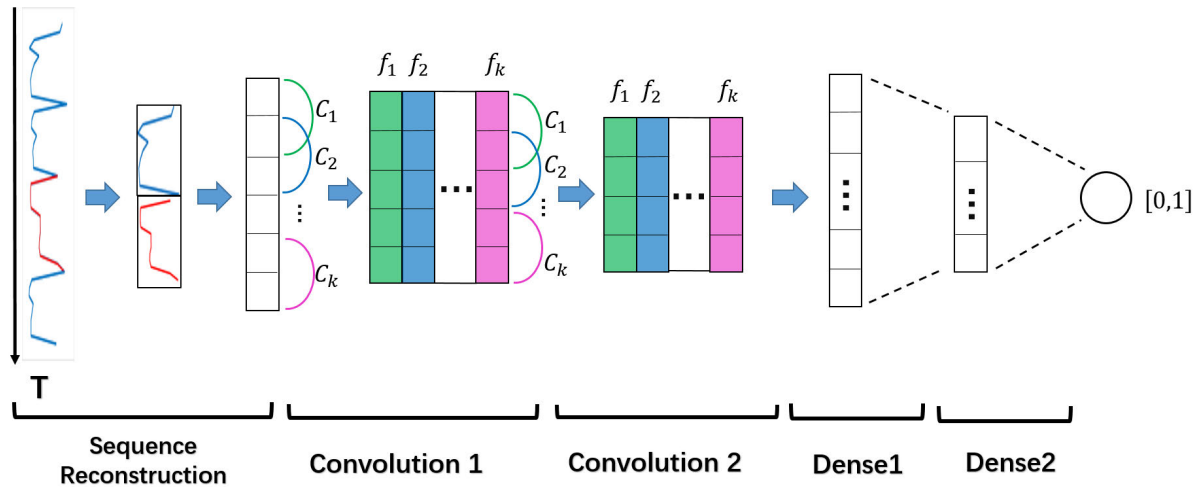 T
C₁
C₂
⋮
Cₖ
f₁ f₂ fₖ
...
C₁
C₂
⋮
Cₖ
f₁ f₂ fₖ
...
⋮
⋮
[0,1]
Sequence
Reconstruction
Convolution 1
Convolution 2
Dense1
Dense2